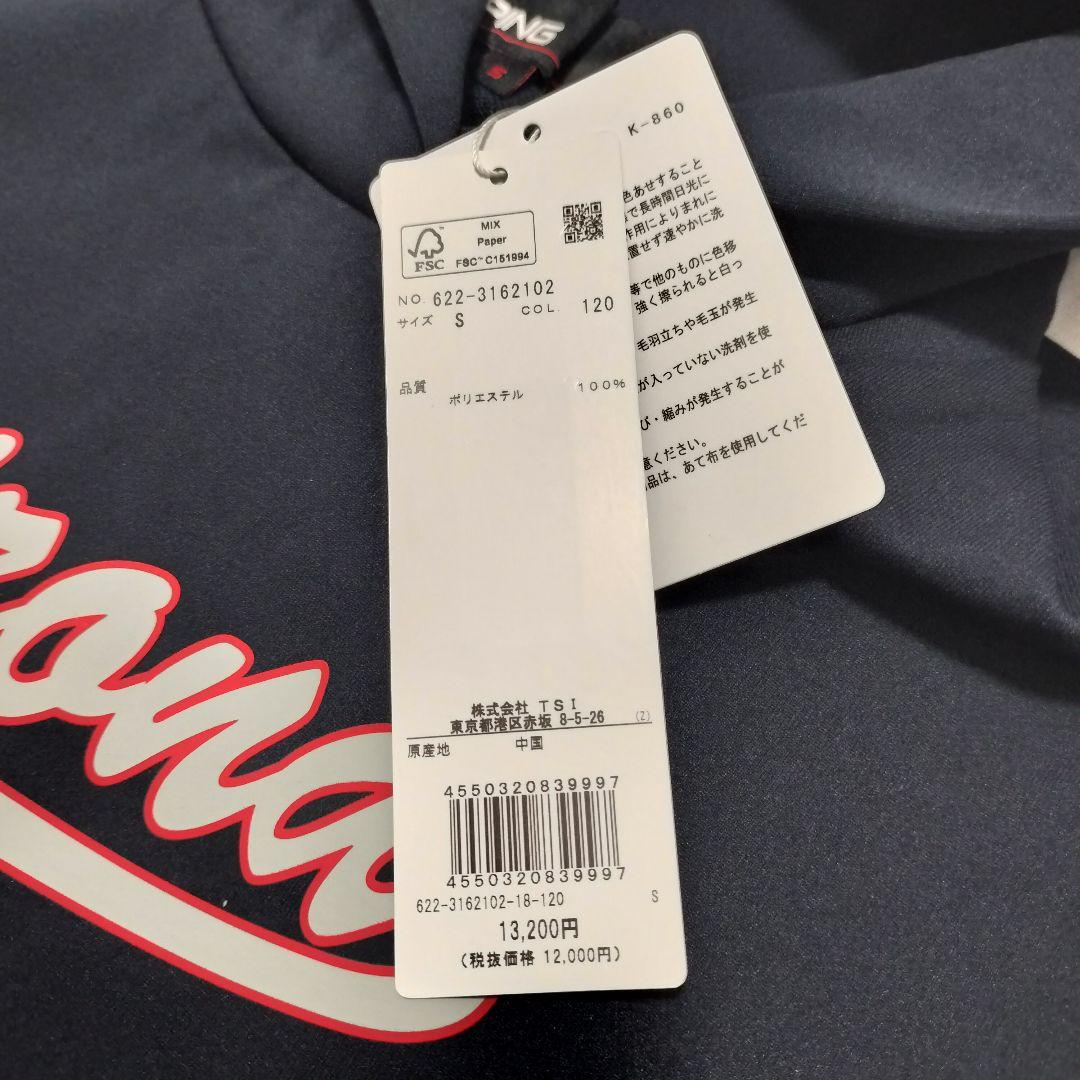 PING
S
K-860
色あせすること
で長時間日光に
作用によりまれに
置せず速やかに洗
等で他のものに色移
強く擦られると白っ
毛羽立ちや毛玉が発生
が入っていない洗剤を使
び・縮みが発生することが
意ください。
品は、あて布を使用してくだ
MIX
Paper
FSC
FSC™ C151994
NO. 622-3162102
サイズ S COL. 120
品質
ポリエステル 100%
株式会社 TSI
東京都港区赤坂 8-5-26 (Z)
原産地 中国
4550320839997
4550320839997
622-3162102-18-120 S
13,200円
(税抜価格 12,000円)